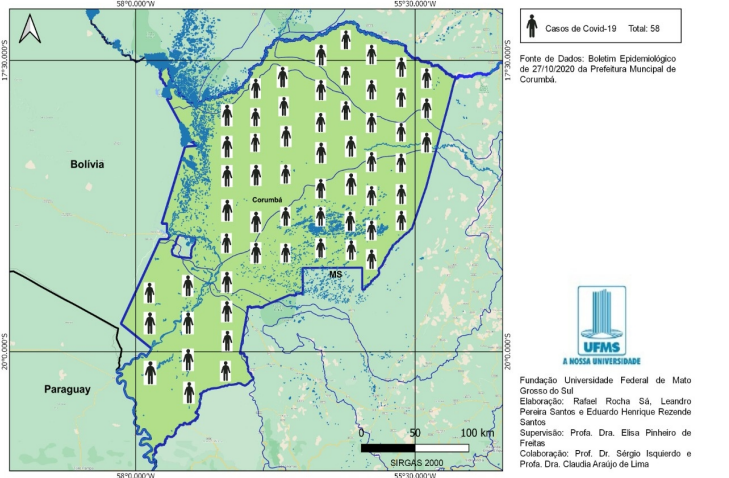 58°0.000'S
55°30.000'S
17°30.000'S
17°30.000'S
Bolívia
Corumbá
MS
20°0.000'S
20°0.000'S
Paraguay
0 50 100 km
SIRGAS 2000
58°0.000'S
55°30.000'S
Casos de Covid-19 Total: 58
Fonte de Dados: Boletim Epidemiológico
de 27/10/2020 da Prefeitura Muncipal de
Corumbá.
UFMS
A NOSSA UNIVERSIDADE
Fundação Universidade Federal de Mato
Grosso do Sul
Elaboração: Rafael Rocha Sá, Leandro
Pereira Santos e Eduardo Henrique Rezende
Santos
Supervisão: Profa. Dra. Elisa Pinheiro de
Freitas
Colaboração: Prof. Dr. Sérgio Isquierdo e
Profa. Dra. Claudia Araújo de Lima